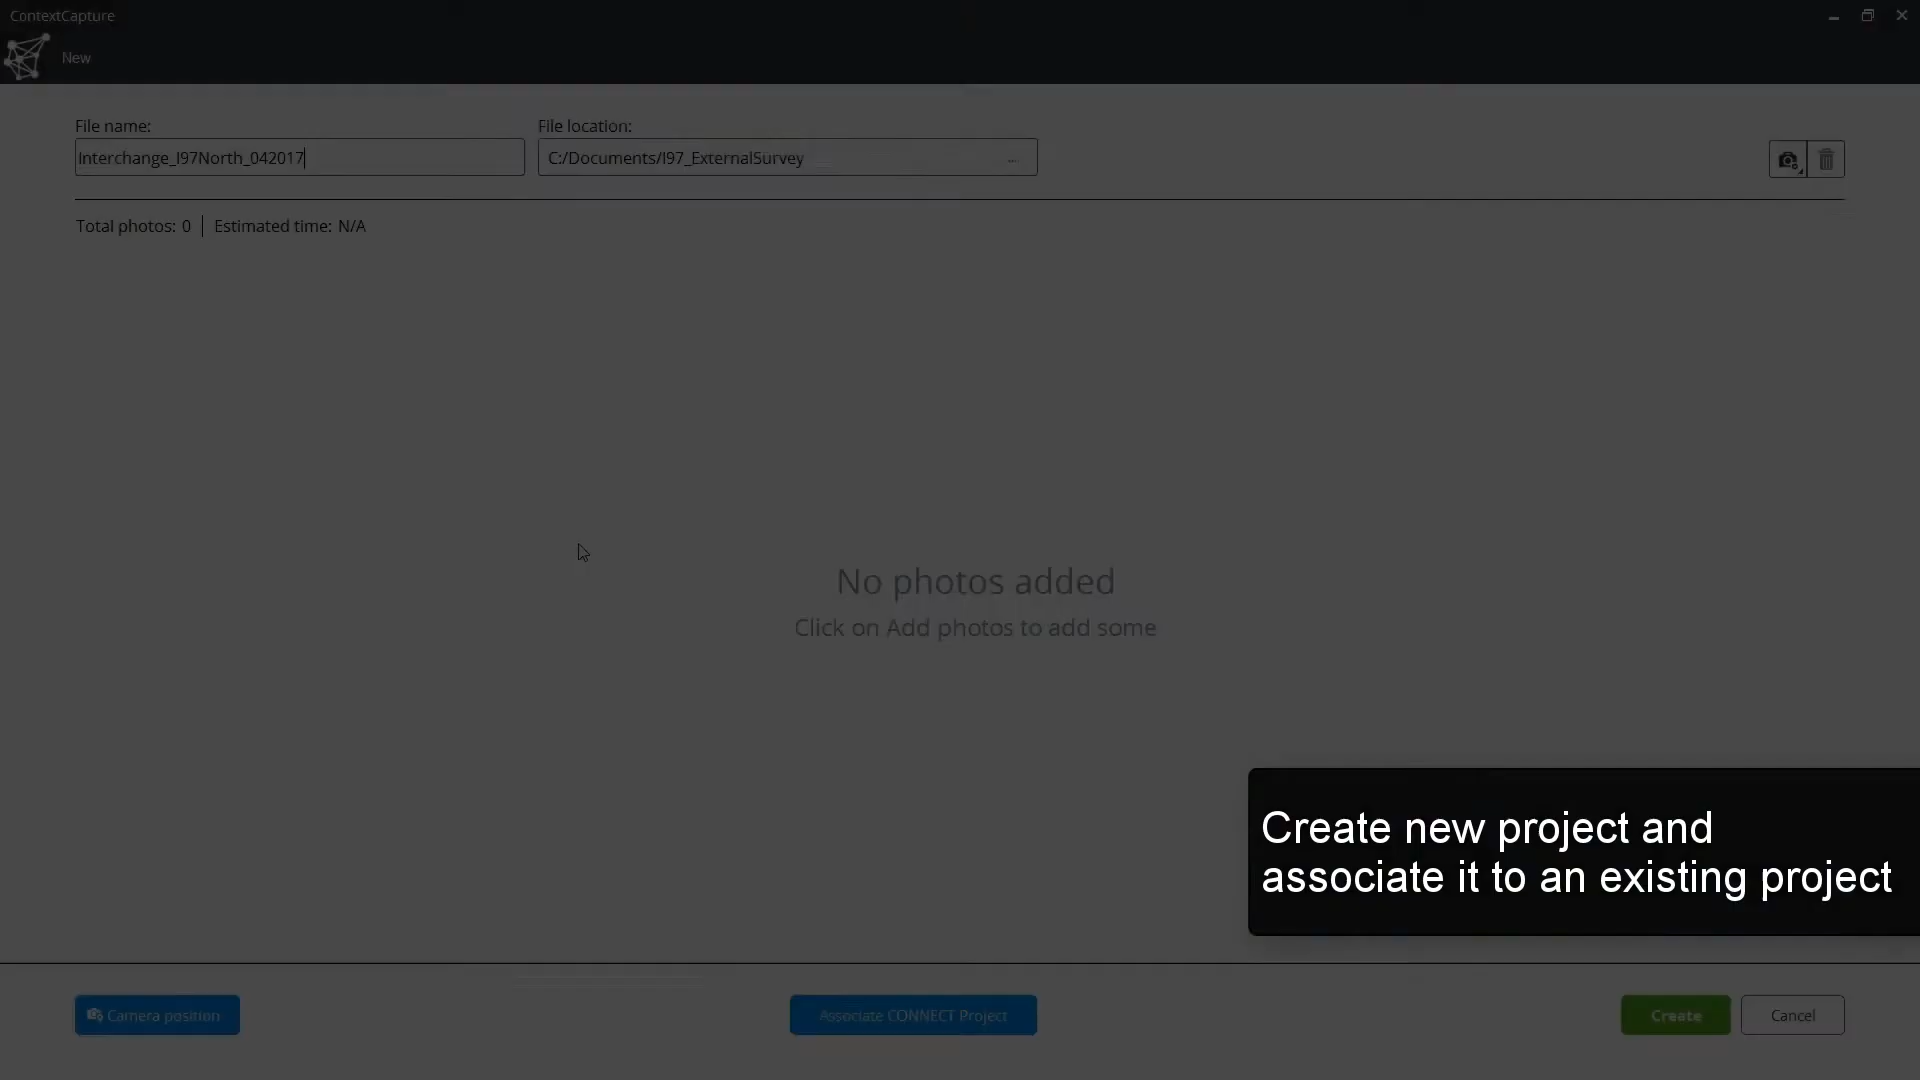 ContextCapture
New
File name:
File location:
Interchange_I97North_042017
C:/Documents/I97_ExternalSurvey
...
Total photos: 0
Estimated time: N/A
No photos added
Click on Add photos to add some
Create new project and
associate it to an existing project
Camera position
Associate CONNECT Project
Create
Cancel